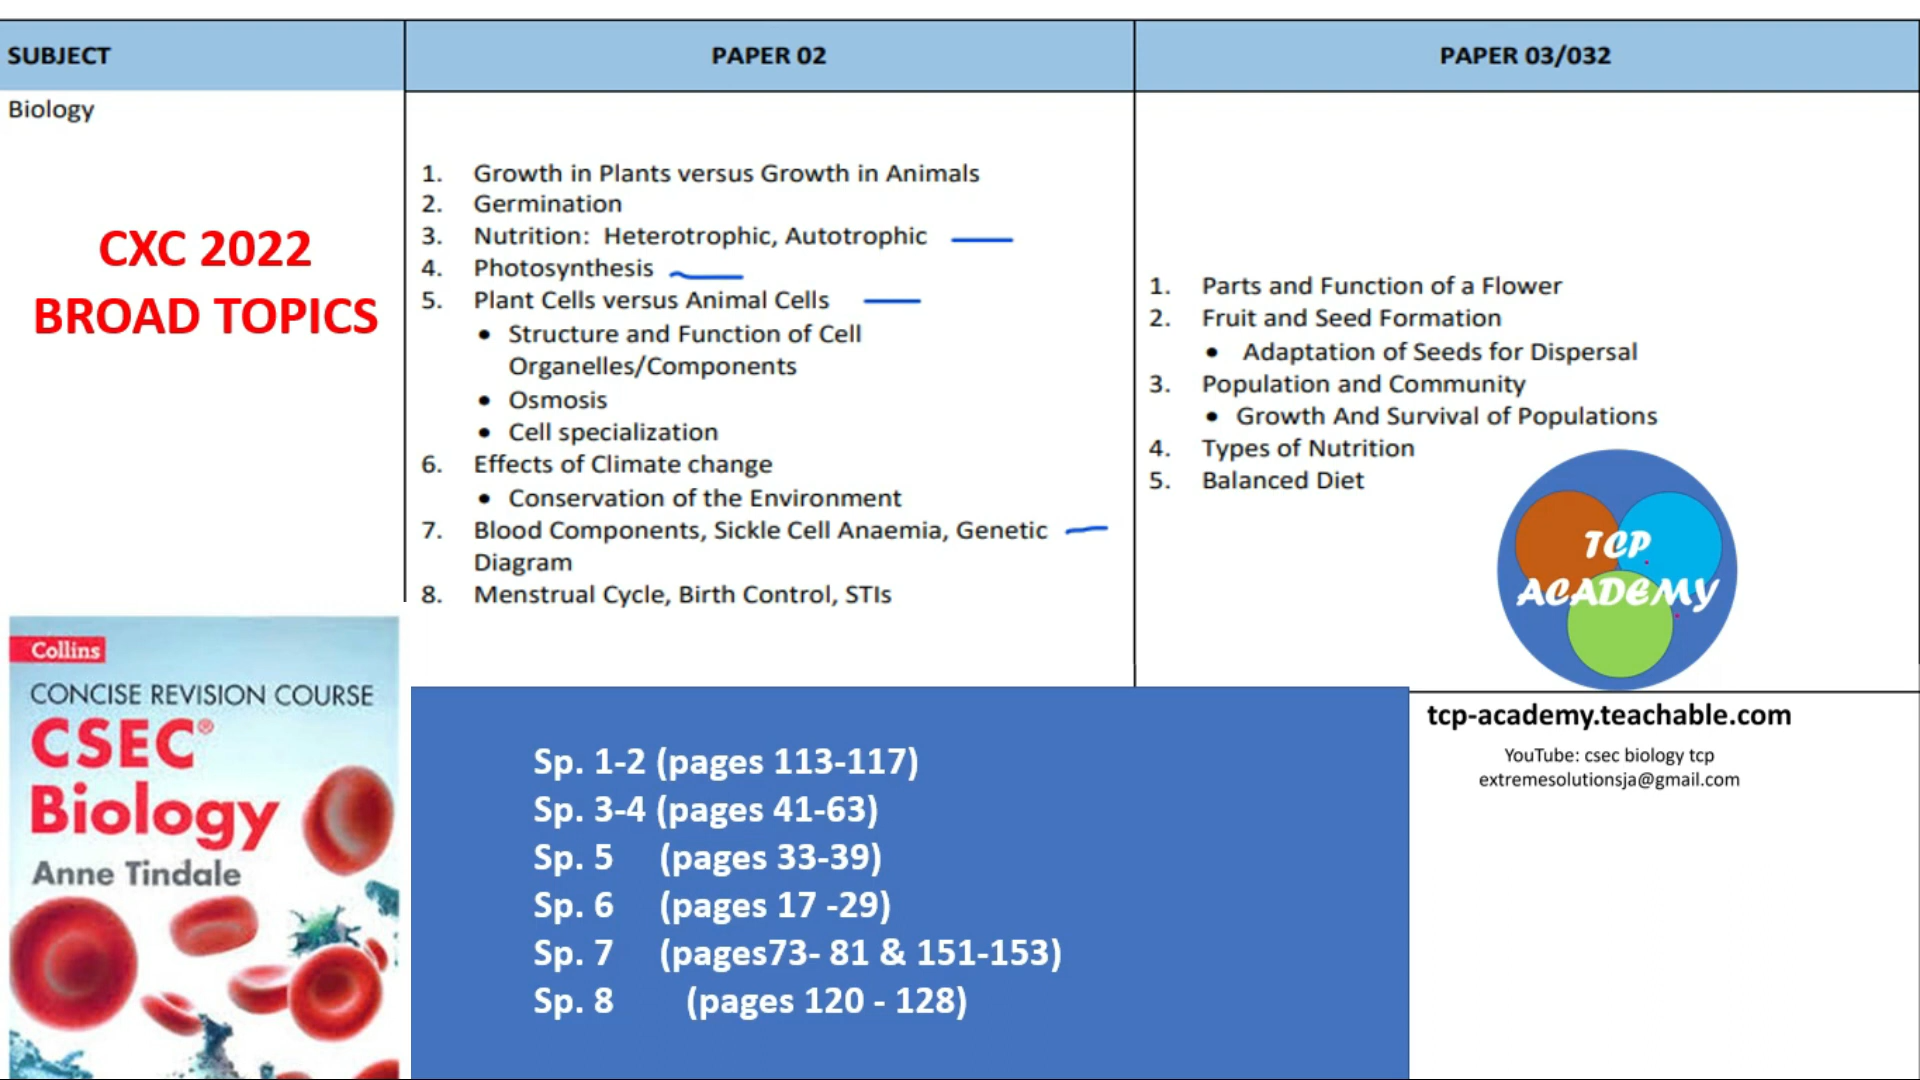 SUBJECT
PAPER 02
PAPER 03/032
Biology
CXC 2022
BROAD TOPICS
1. Growth in Plants versus Growth in Animals
2. Germination
3. Nutrition: Heterotrophic, Autotrophic
4. Photosynthesis
5. Plant Cells versus Animal Cells
• Structure and Function of Cell
Organelles/Components
• Osmosis
• Cell specialization
6. Effects of Climate change
• Conservation of the Environment
7. Blood Components, Sickle Cell Anaemia, Genetic
Diagram
8. Menstrual Cycle, Birth Control, STIs
1. Parts and Function of a Flower
2. Fruit and Seed Formation
• Adaptation of Seeds for Dispersal
3. Population and Community
• Growth And Survival of Populations
4. Types of Nutrition
5. Balanced Diet
TCP
ACADEMY
Collins
CONCISE REVISION COURSE
CSEC®
Biology
Anne Tindale
Sp. 1-2 (pages 113-117)
Sp. 3-4 (pages 41-63)
Sp. 5 (pages 33-39)
Sp. 6 (pages 17 -29)
Sp. 7 (pages73- 81 & 151-153)
Sp. 8 (pages 120 - 128)
tcp-academy.teachable.com
YouTube: csec biology tcp
extremesolutionsja@gmail.com